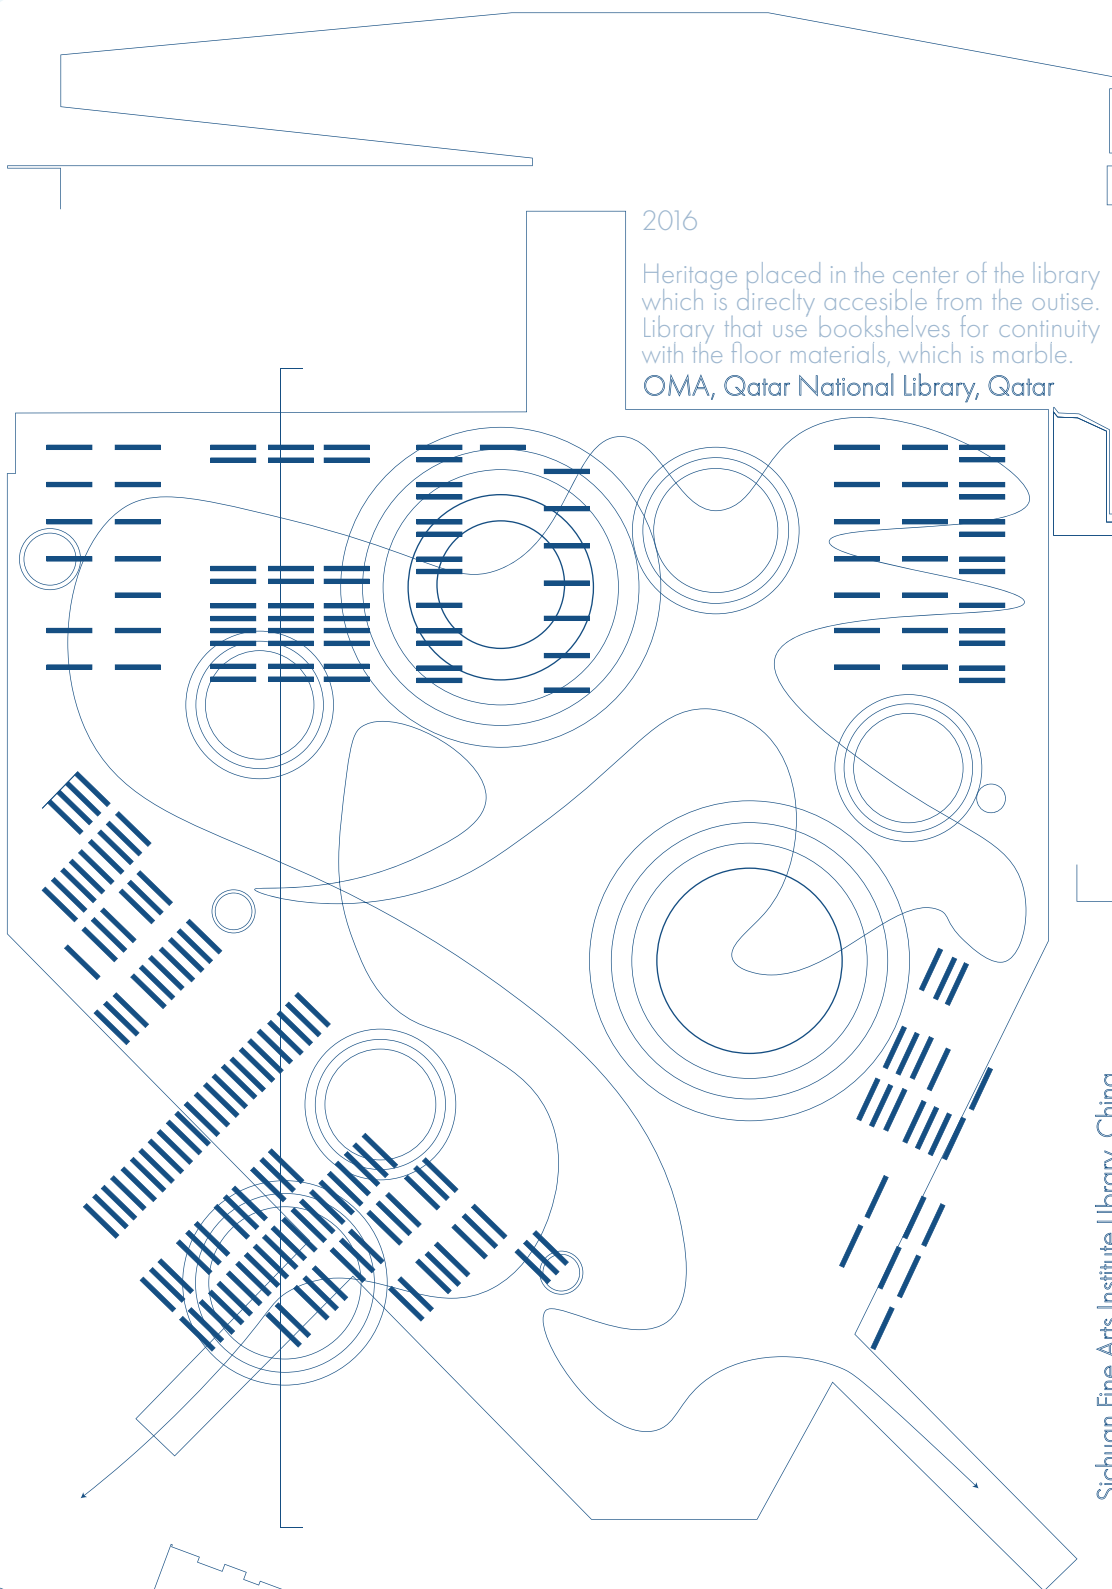 2016
Heritage placed in the center of the library
which is direclty accesible from the outise.
Library that use bookshelves for continuity
with the floor materials, which is marble.
OMA, Qatar National Library, Qatar
Sichuan Fine Arts Institute Library, China